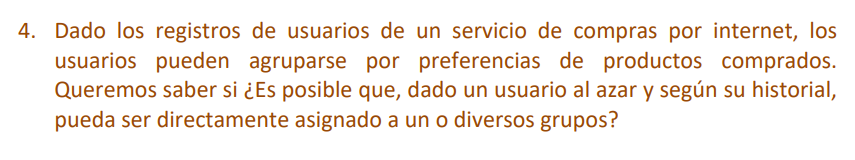 4. Dado los registros de usuarios de un servicio de compras por internet, los
usuarios pueden agruparse por preferencias de productos comprados.
Queremos saber si ¿Es posible que, dado un usuario al azar y según su historial,
pueda ser directamente asignado a un o diversos grupos?